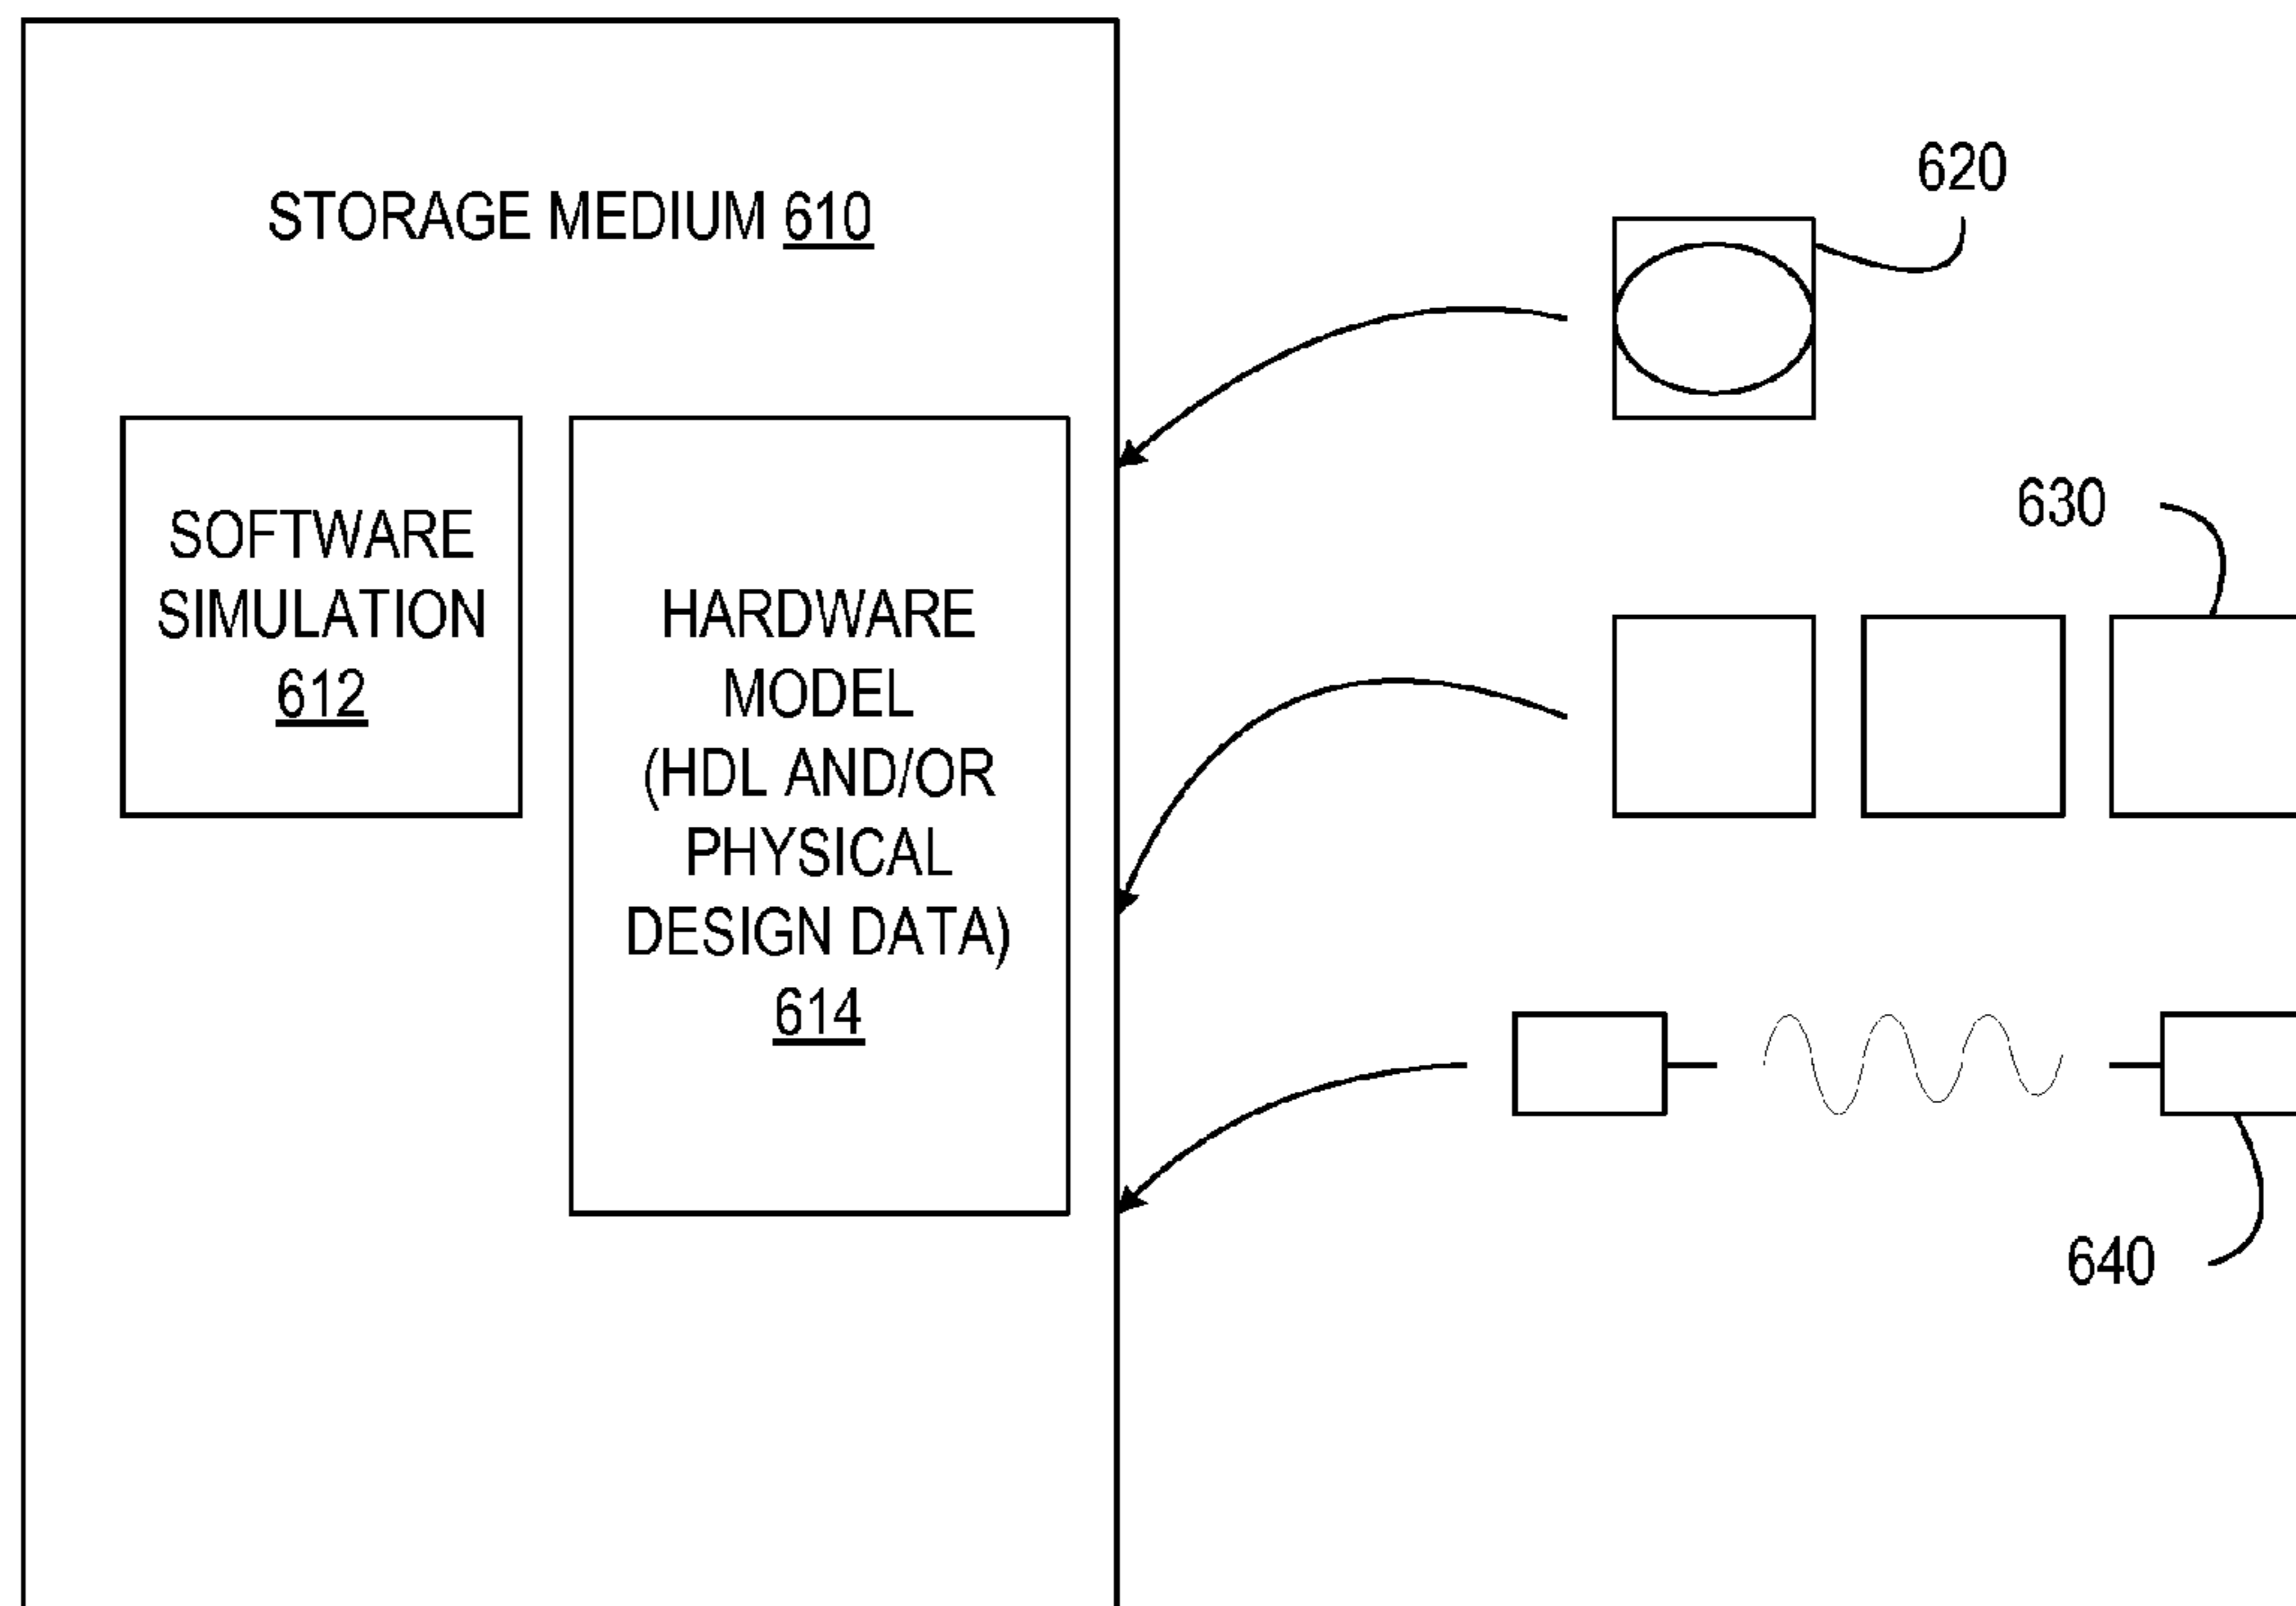 STORAGE MEDIUM 610
SOFTWARE
SIMULATION
612
HARDWARE
MODEL
(HDL AND/OR
PHYSICAL
DESIGN DATA)
614
620
630
640